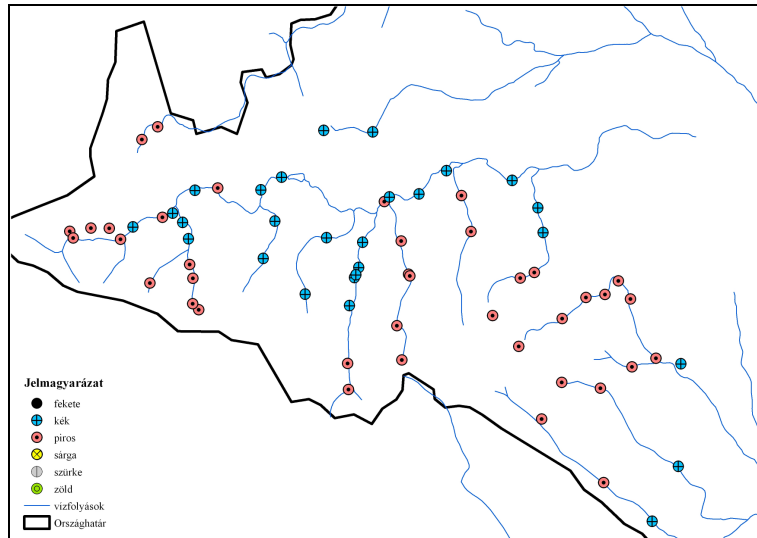 Jelmagyarázat
fekete
kék
piros
sárga
szürke
zöld
vízfolyások
Országhatár